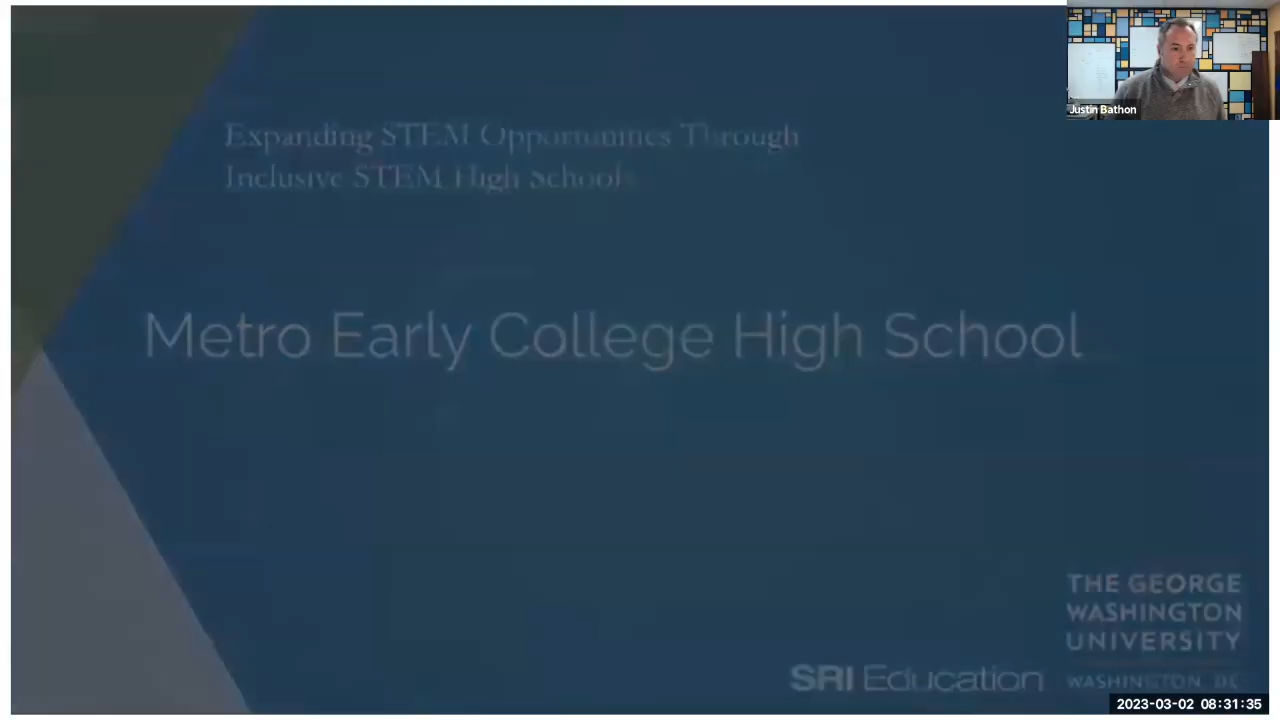 Expanding STEM Opportunities Through
Inclusive STEM High Schools
Metro Early College High School
THE GEORGE
WASHINGTON
UNIVERSITY
WASHINGTON, DC
SRI Education
Justin Bathon
2023-03-02 08:31:35